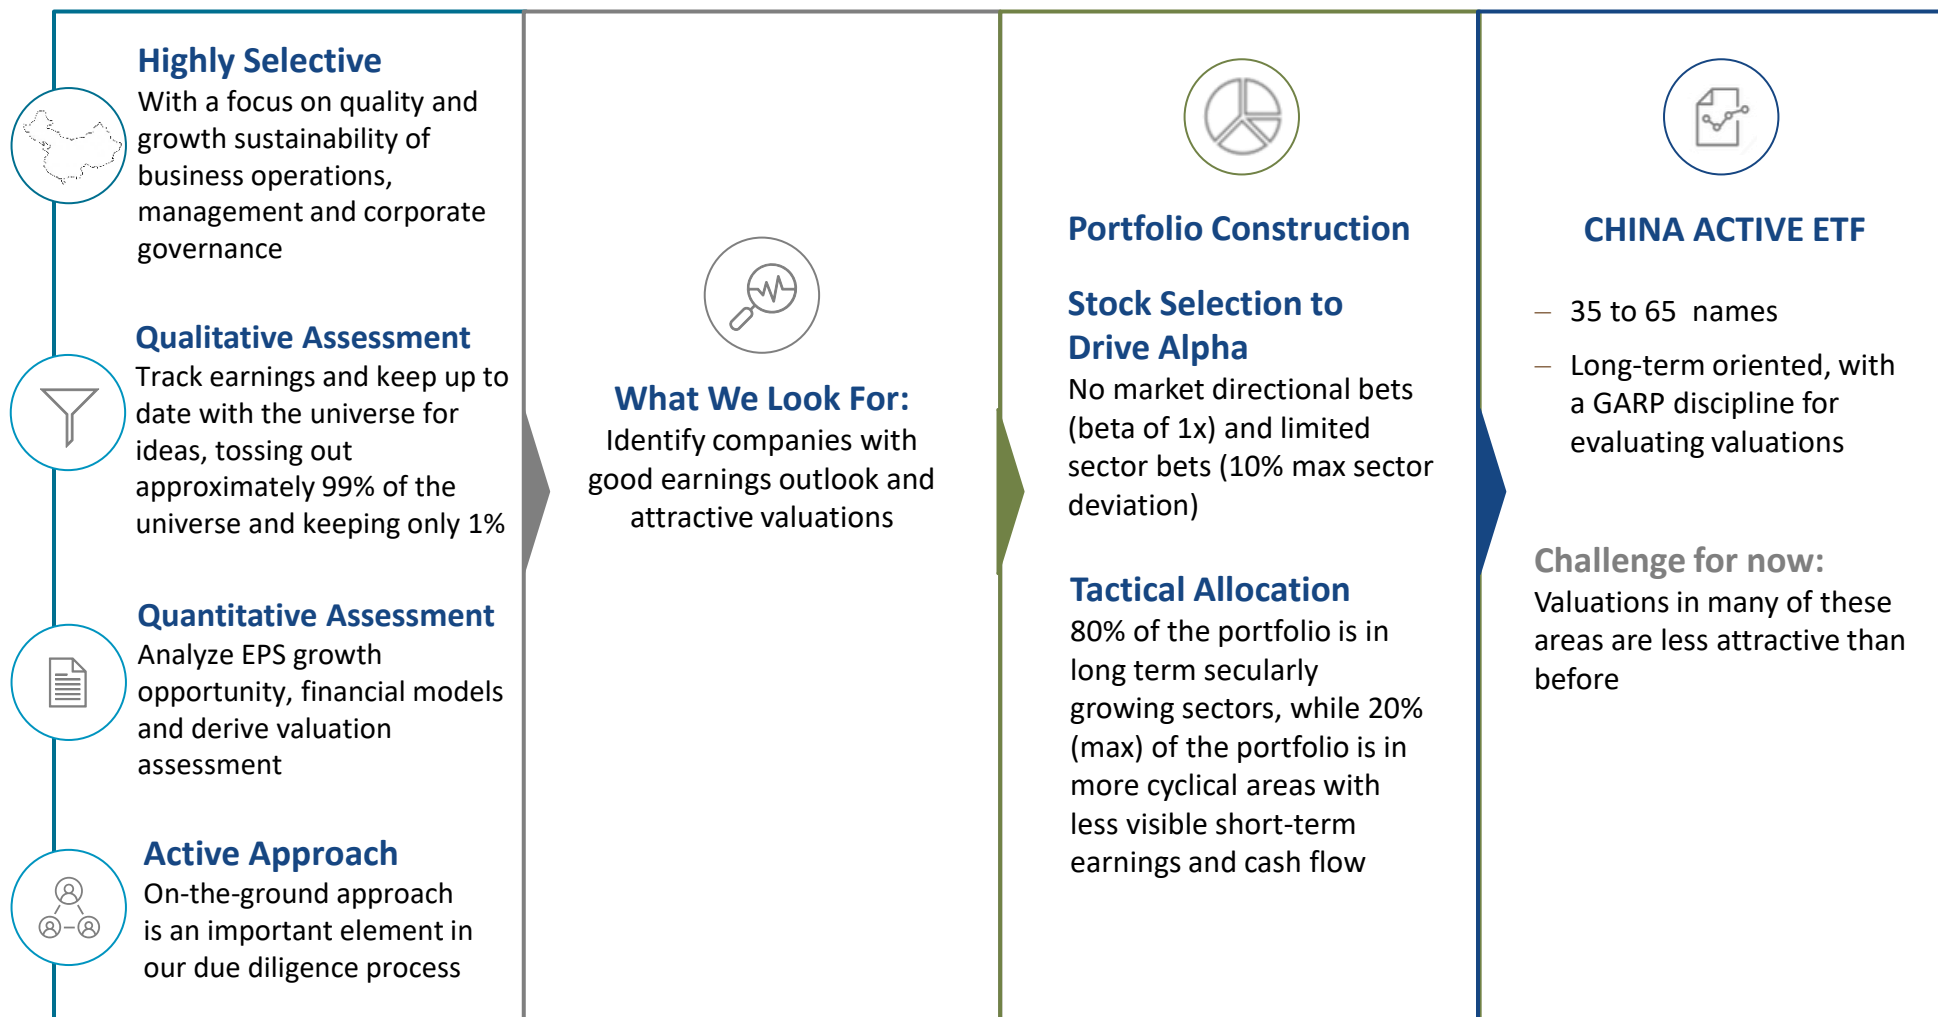 Highly Selective
With a focus on quality and
growth sustainability of
business operations,
management and corporate
governance
Qualitative Assessment
Track earnings and keep up to
date with the universe for
ideas, tossing out
approximately 99% of the
universe and keeping only 1%
Quantitative Assessment
Analyze EPS growth
opportunity, financial models
and derive valuation
assessment
Active Approach
On-the-ground approach
is an important element in
our due diligence process
What We Look For:
Identify companies with
good earnings outlook and
attractive valuations
Portfolio Construction
Stock Selection to
Drive Alpha
No market directional bets
(beta of 1x) and limited
sector bets (10% max sector
deviation)
Tactical Allocation
80% of the portfolio is in
long term secularly
growing sectors, while 20%
(max) of the portfolio is in
more cyclical areas with
less visible short-term
earnings and cash flow
CHINA ACTIVE ETF
– 35 to 65 names
– Long-term oriented, with
a GARP discipline for
evaluating valuations
Challenge for now:
Valuations in many of these
areas are less attractive than
before